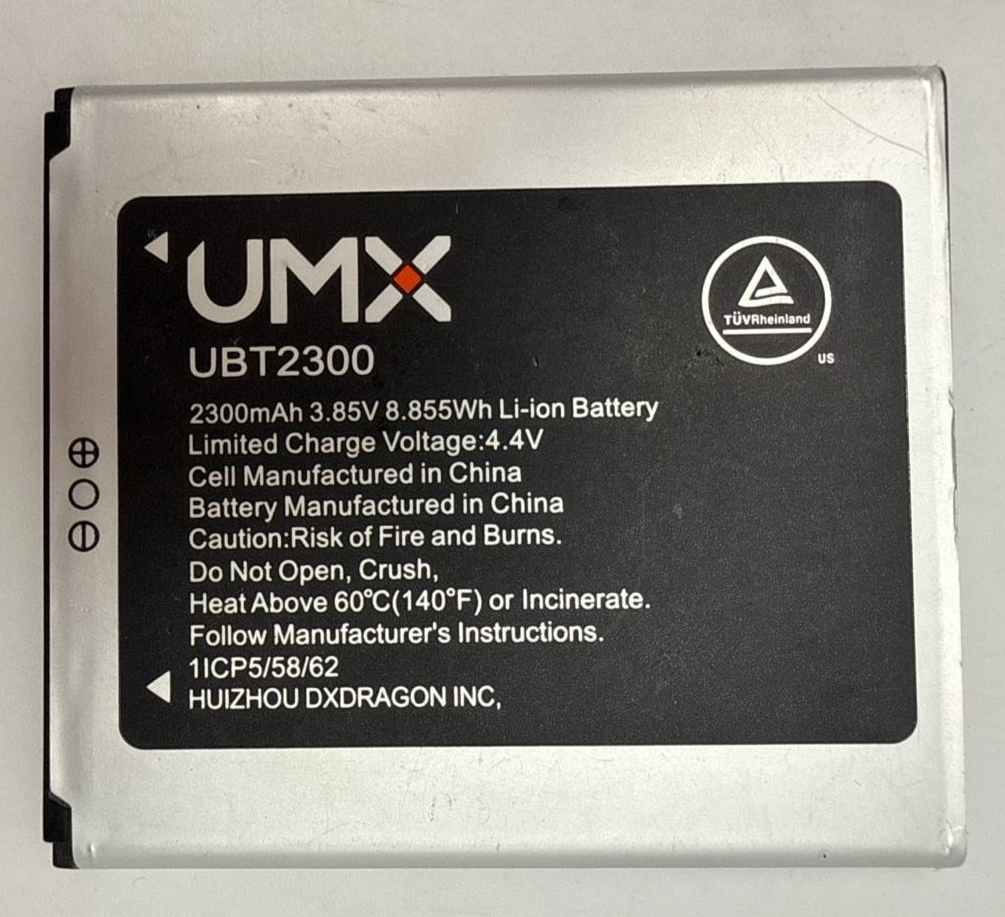 UMX
TÜVRheinland
US
UBT2300
2300mAh 3.85V 8.855Wh Li-ion Battery
Limited Charge Voltage:4.4V
Cell Manufactured in China
Battery Manufactured in China
Caution:Risk of Fire and Burns.
Do Not Open, Crush,
Heat Above 60℃(140°F) or Incinerate.
Follow Manufacturer's Instructions.
1ICP5/58/62
HUIZHOU DXDRAGON INC,